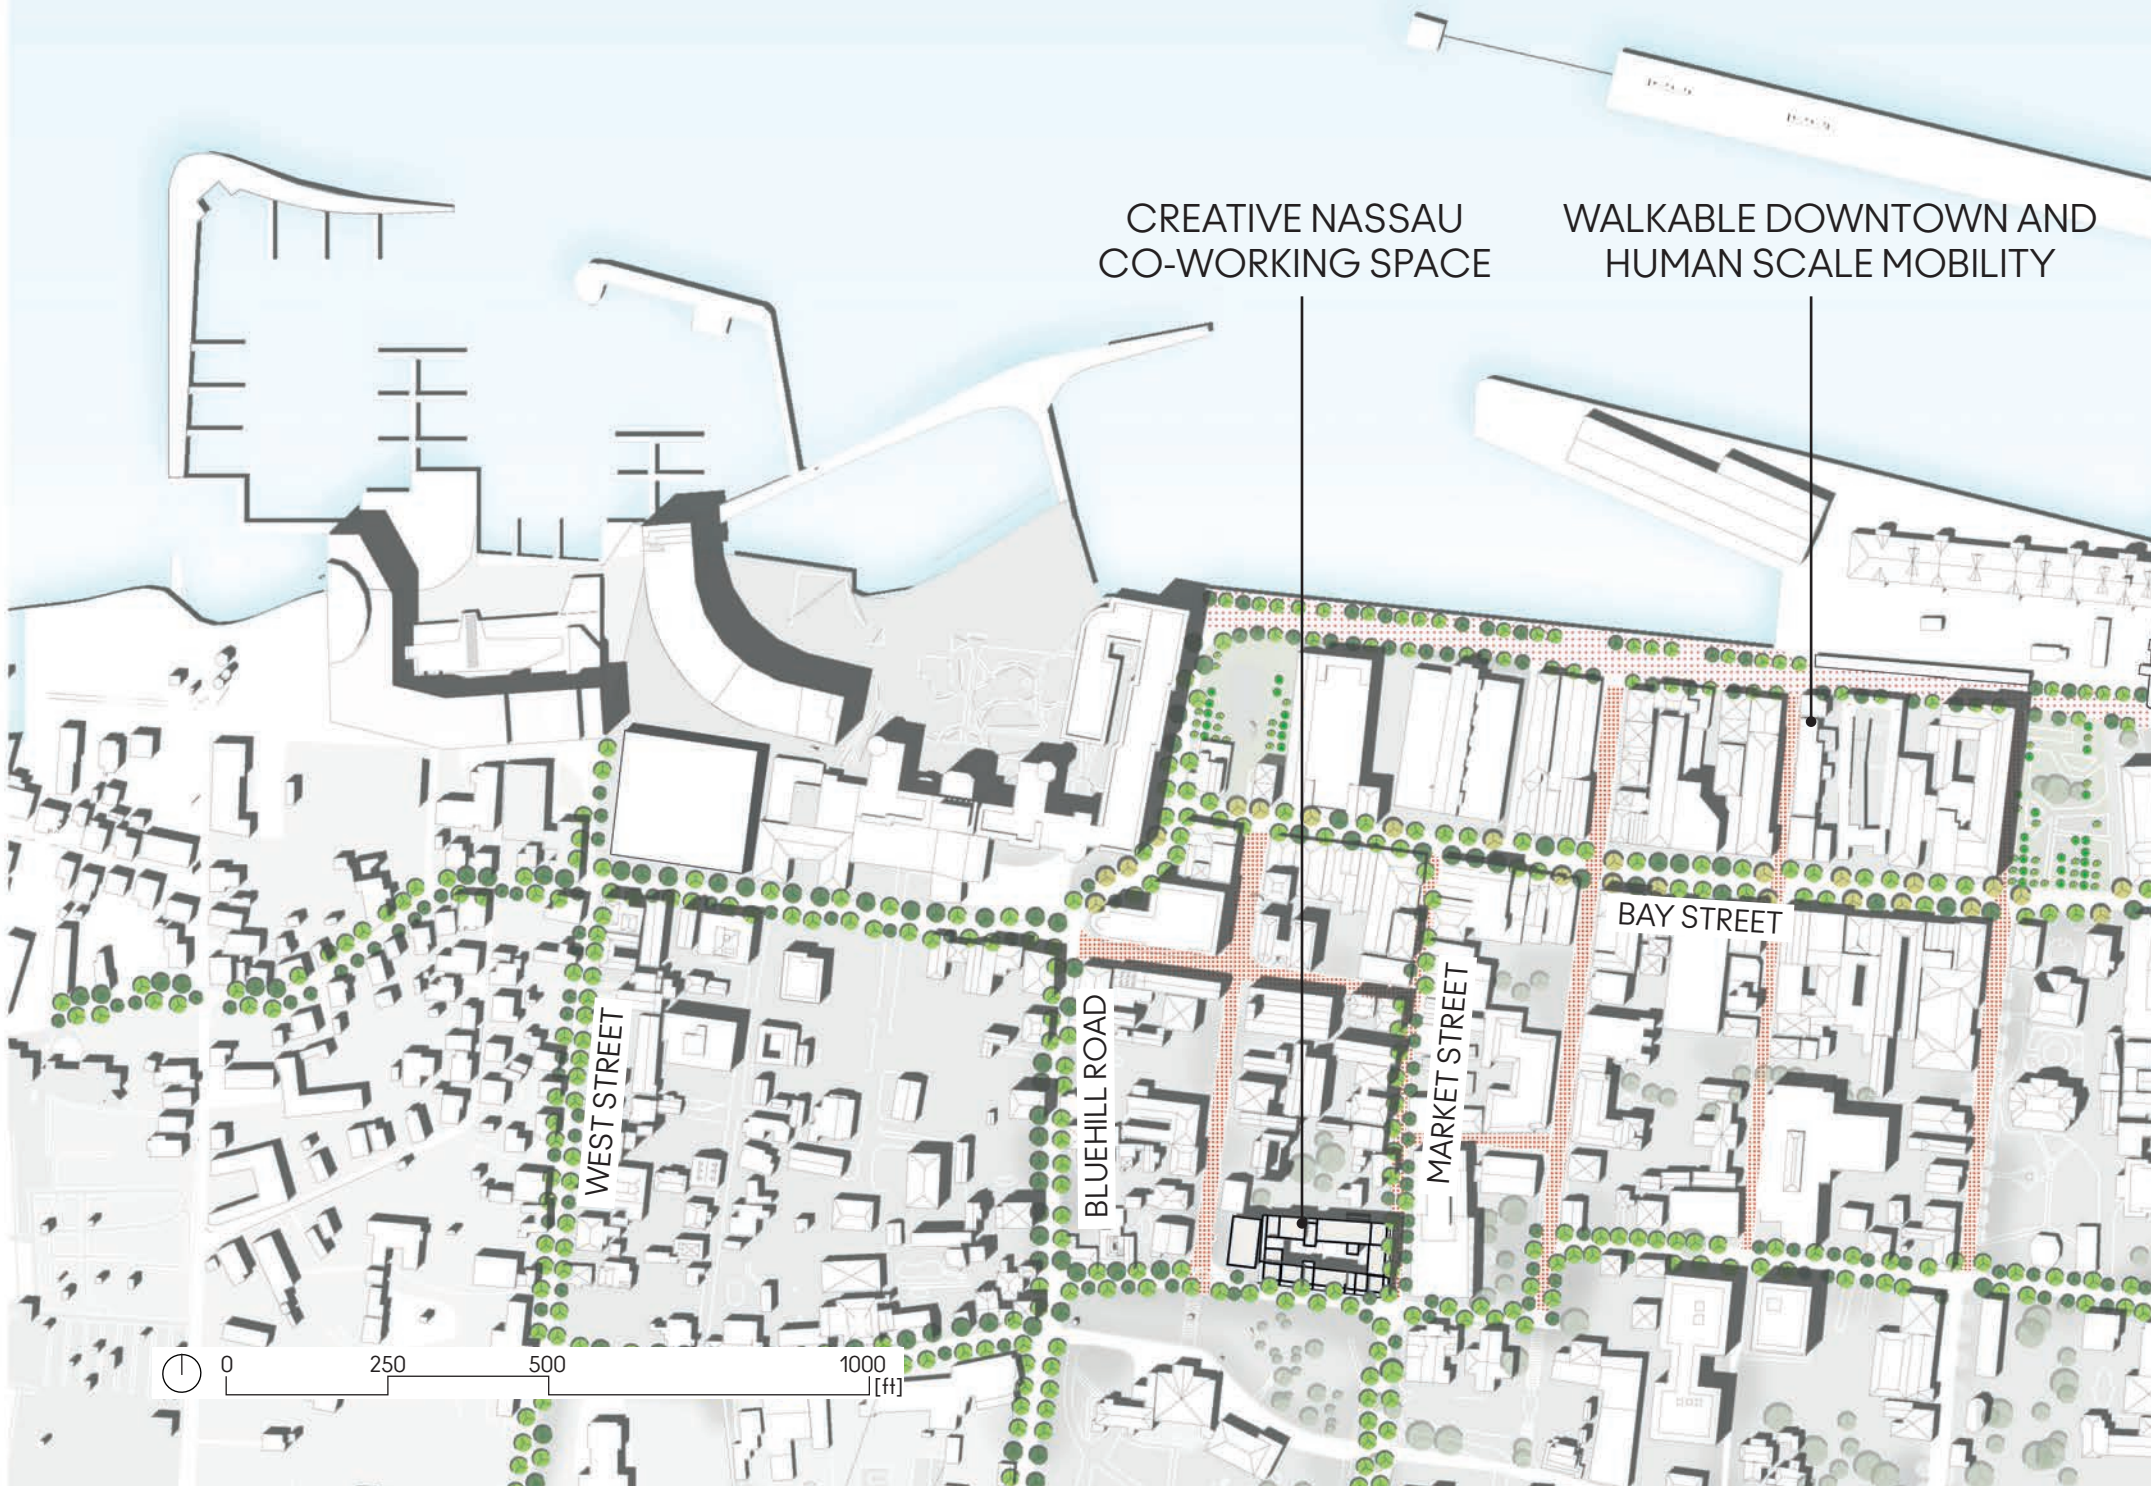 CREATIVE NASSAU
CO-WORKING SPACE
WALKABLE DOWNTOWN AND
HUMAN SCALE MOBILITY
BAY STREET
WEST STREET
BLUEHILL ROAD
MARKET STREET
0 250 500 1000
[ft]